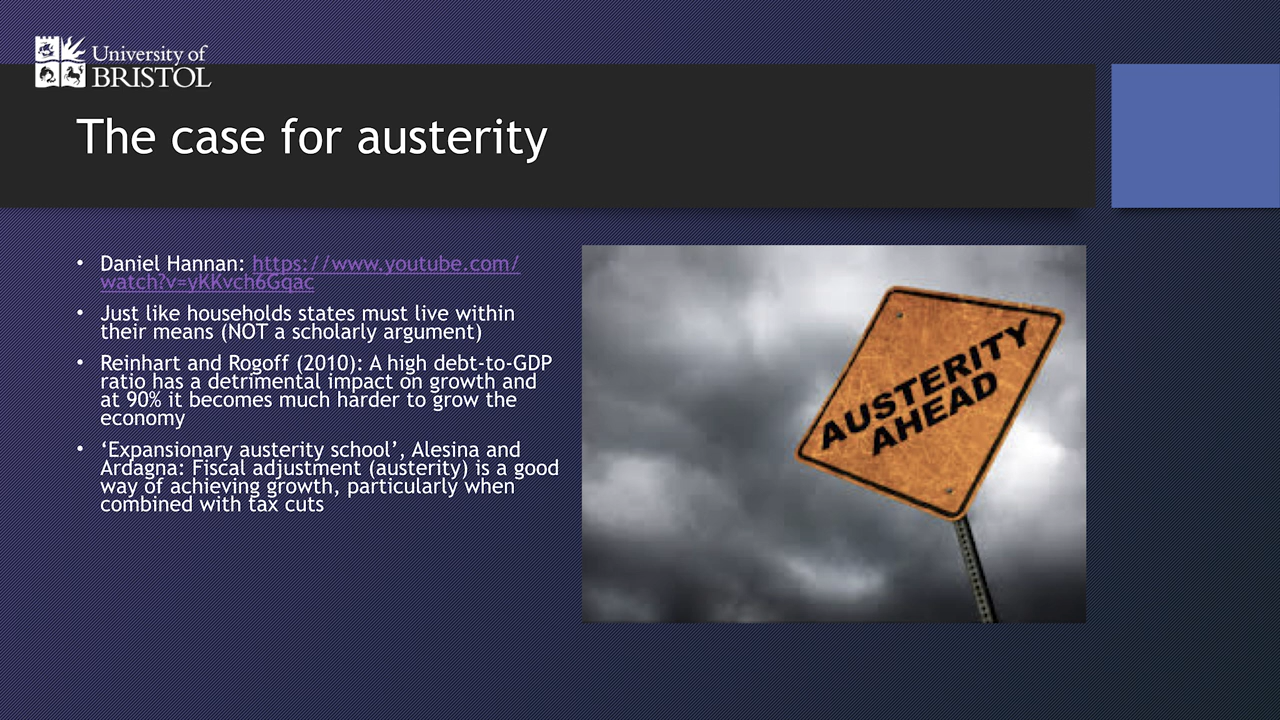 University of
BRISTOL
The case for austerity
• Daniel Hannan: https://www.youtube.com/
watch?v=yKKvch6Gqac
• Just like households states must live within
their means (NOT a scholarly argument)
• Reinhart and Rogoff (2010): A high debt-to-GDP
ratio has a detrimental impact on growth and
at 90% it becomes much harder to grow the
economy
• ‘Expansionary austerity school’, Alesina and
Ardagna: Fiscal adjustment (austerity) is a good
way of achieving growth, particularly when
combined with tax cuts
AUSTERITY
AHEAD